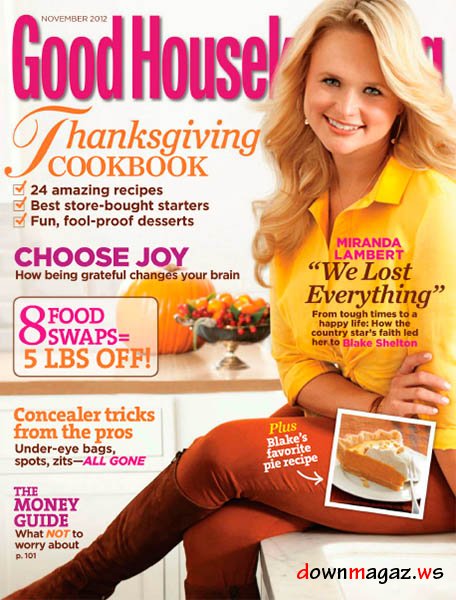 NOVEMBER 2012
Good Housekeeping
Thanksgiving
COOKBOOK
24 amazing recipes
Best store-bought starters
Fun, fool-proof desserts
CHOOSE JOY
How being grateful changes your brain
8 FOOD
SWAPS=
5 LBS OFF!
Concealer tricks
from the pros
Under-eye bags,
spots, zits—ALL GONE
THE
MONEY
GUIDE
What NOT to
worry about
p. 101
MIRANDA
LAMBERT
“We Lost
Everything”
From tough times to a
happy life: How the
country star's faith led
her to Blake Shelton
Plus
Blake's
favorite
pie recipe
downmagaz.ws